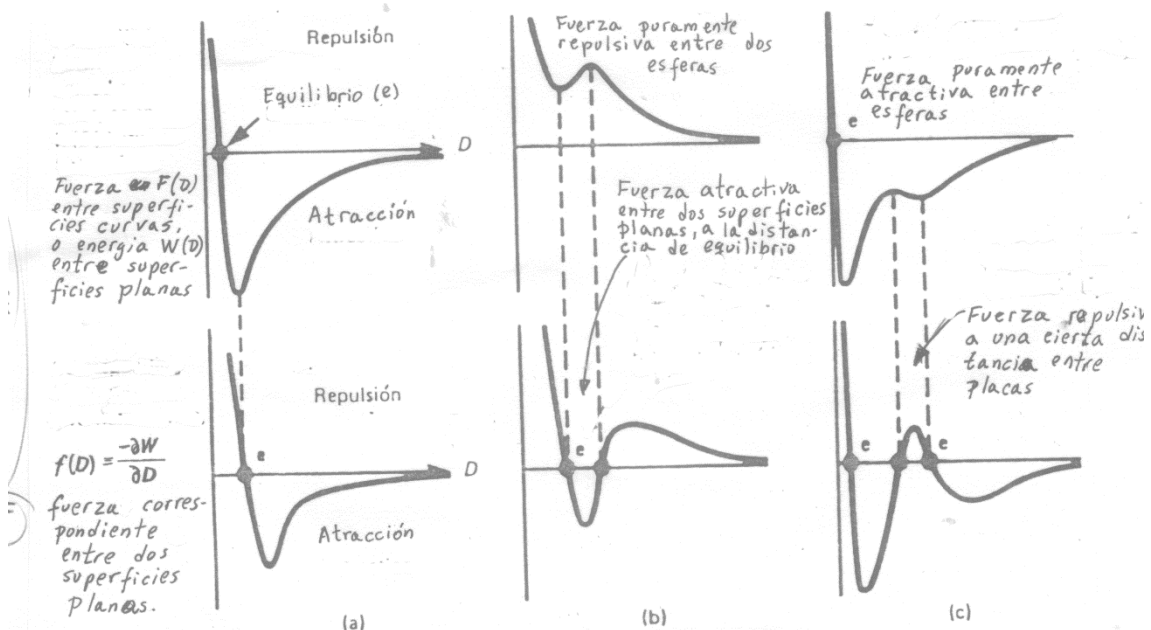 Repulsión
Equilibrio (e)
D
Fuerza F(D)
entre superfi-
cies curvas,
o energía W(D)
entre super-
ficies planas
Atracción
Fuerza puramente
repulsiva entre dos
esferas
Fuerza atractiva
entre dos superficies
planas, a la distan-
cia de equilibrio
Fuerza puramente
atractiva entre
esferas
e
Fuerza repulsiv
a una cierta dis
tancia entre
placas
Repulsión
e
D
f(D) = -∂W/∂D
fuerza corres-
pondiente
entre dos
superficies
planas.
Atracción
e
e
e
(a)
(b)
(c)